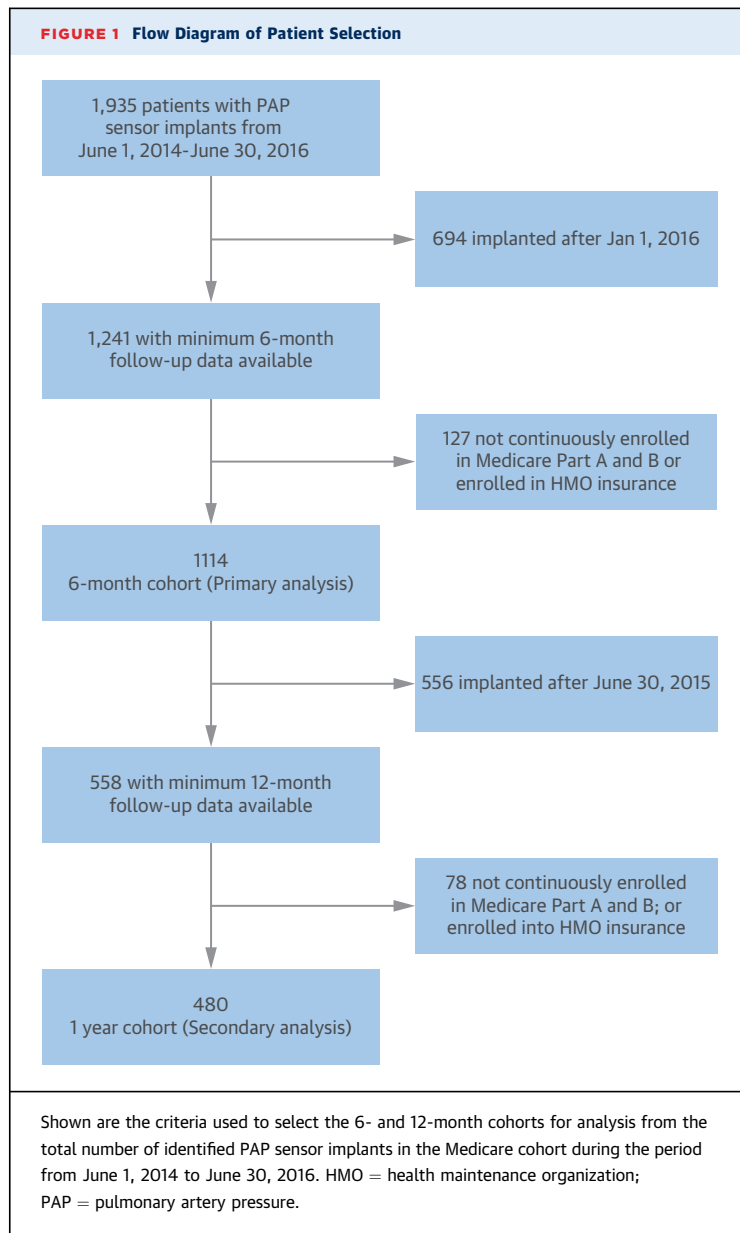 FIGURE 1 Flow Diagram of Patient Selection
1,935 patients with PAP
sensor implants from
June 1, 2014-June 30, 2016
694 implanted after Jan 1, 2016
1,241 with minimum 6-month
follow-up data available
127 not continuously enrolled
in Medicare Part A and B or
enrolled in HMO insurance
1114
6-month cohort (Primary analysis)
556 implanted after June 30, 2015
558 with minimum 12-month
follow-up data available
78 not continuously enrolled
in Medicare Part A and B; or
enrolled into HMO insurance
480
1 year cohort (Secondary analysis)
Shown are the criteria used to select the 6- and 12-month cohorts for analysis from the
total number of identified PAP sensor implants in the Medicare cohort during the period
from June 1, 2014 to June 30, 2016. HMO = health maintenance organization;
PAP = pulmonary artery pressure.